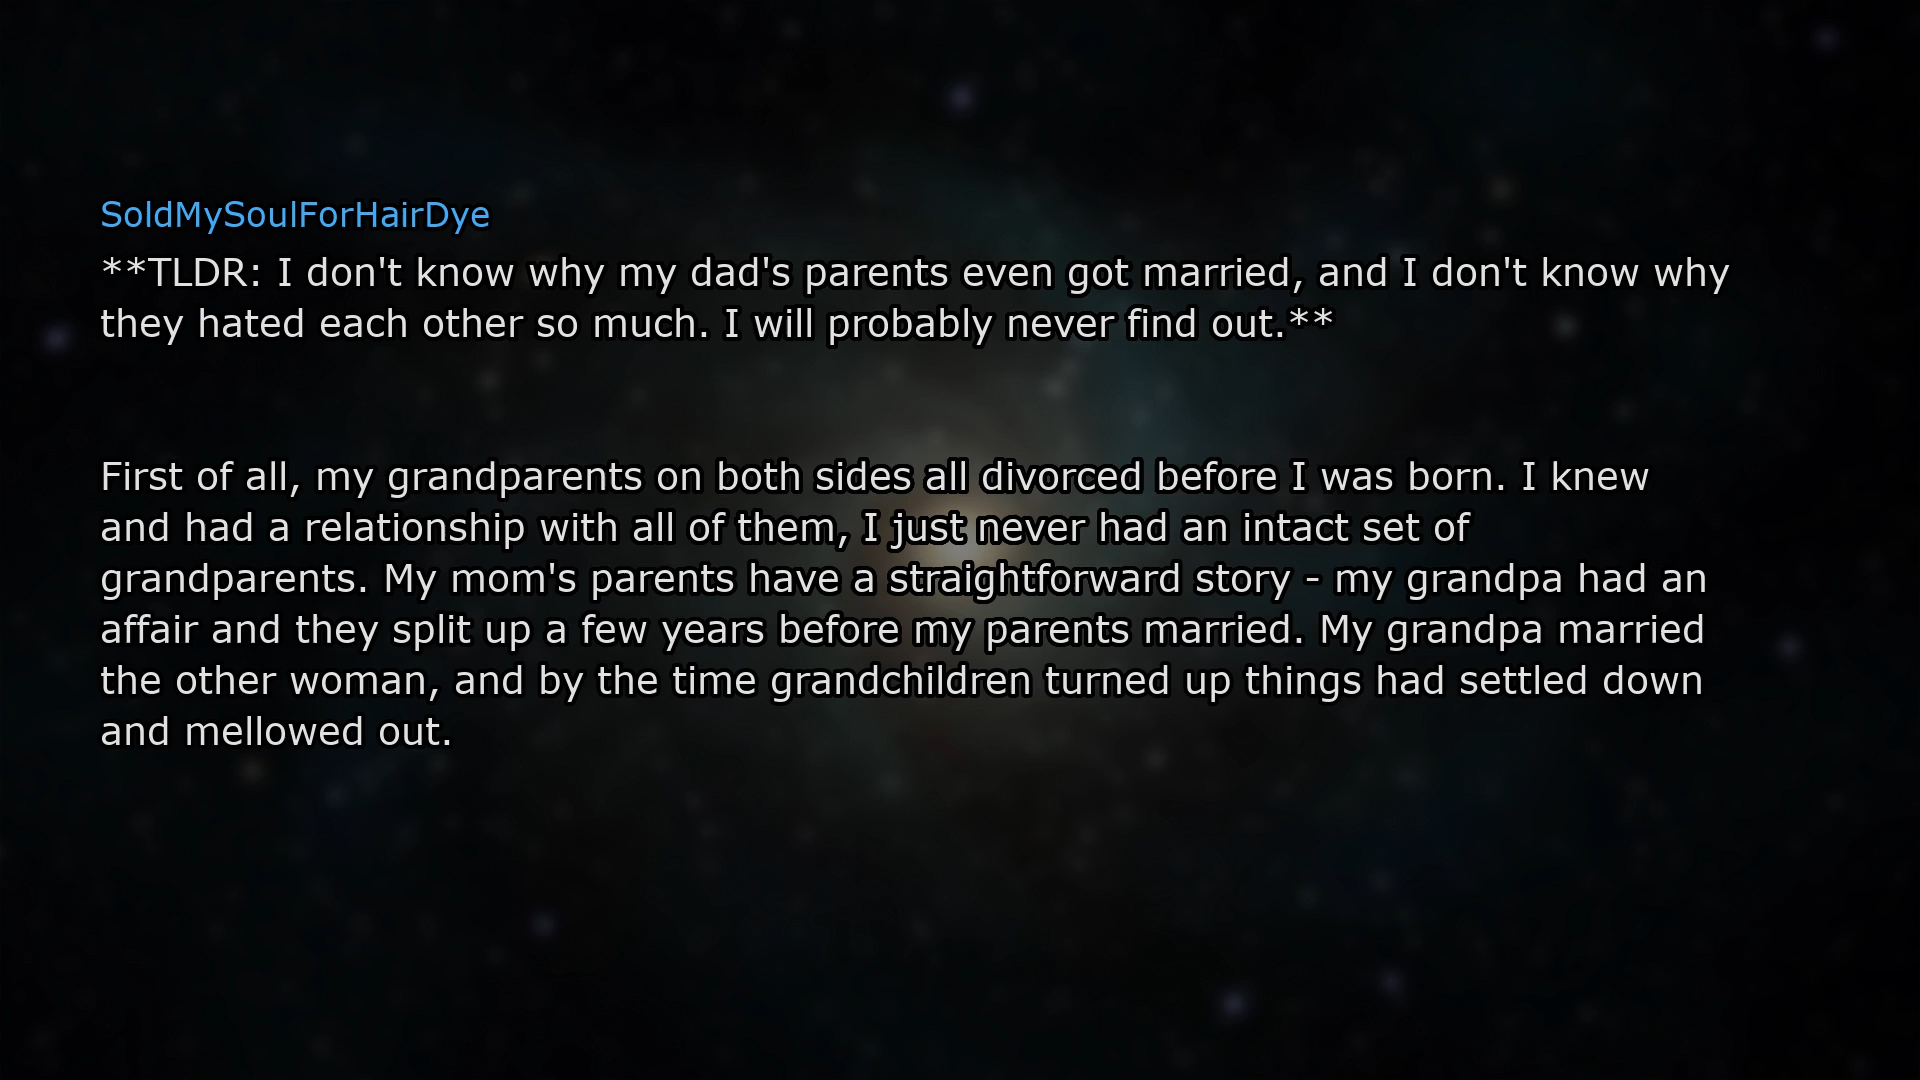 SoldMySoulForHairDye
**TLDR: I don't know why my dad's parents even got married, and I don't know why
they hated each other so much. I will probably never find out.**
First of all, my grandparents on both sides all divorced before I was born. I knew
and had a relationship with all of them, I just never had an intact set of
grandparents. My mom's parents have a straightforward story - my grandpa had an
affair and they split up a few years before my parents married. My grandpa married
the other woman, and by the time grandchildren turned up things had settled down
and mellowed out.